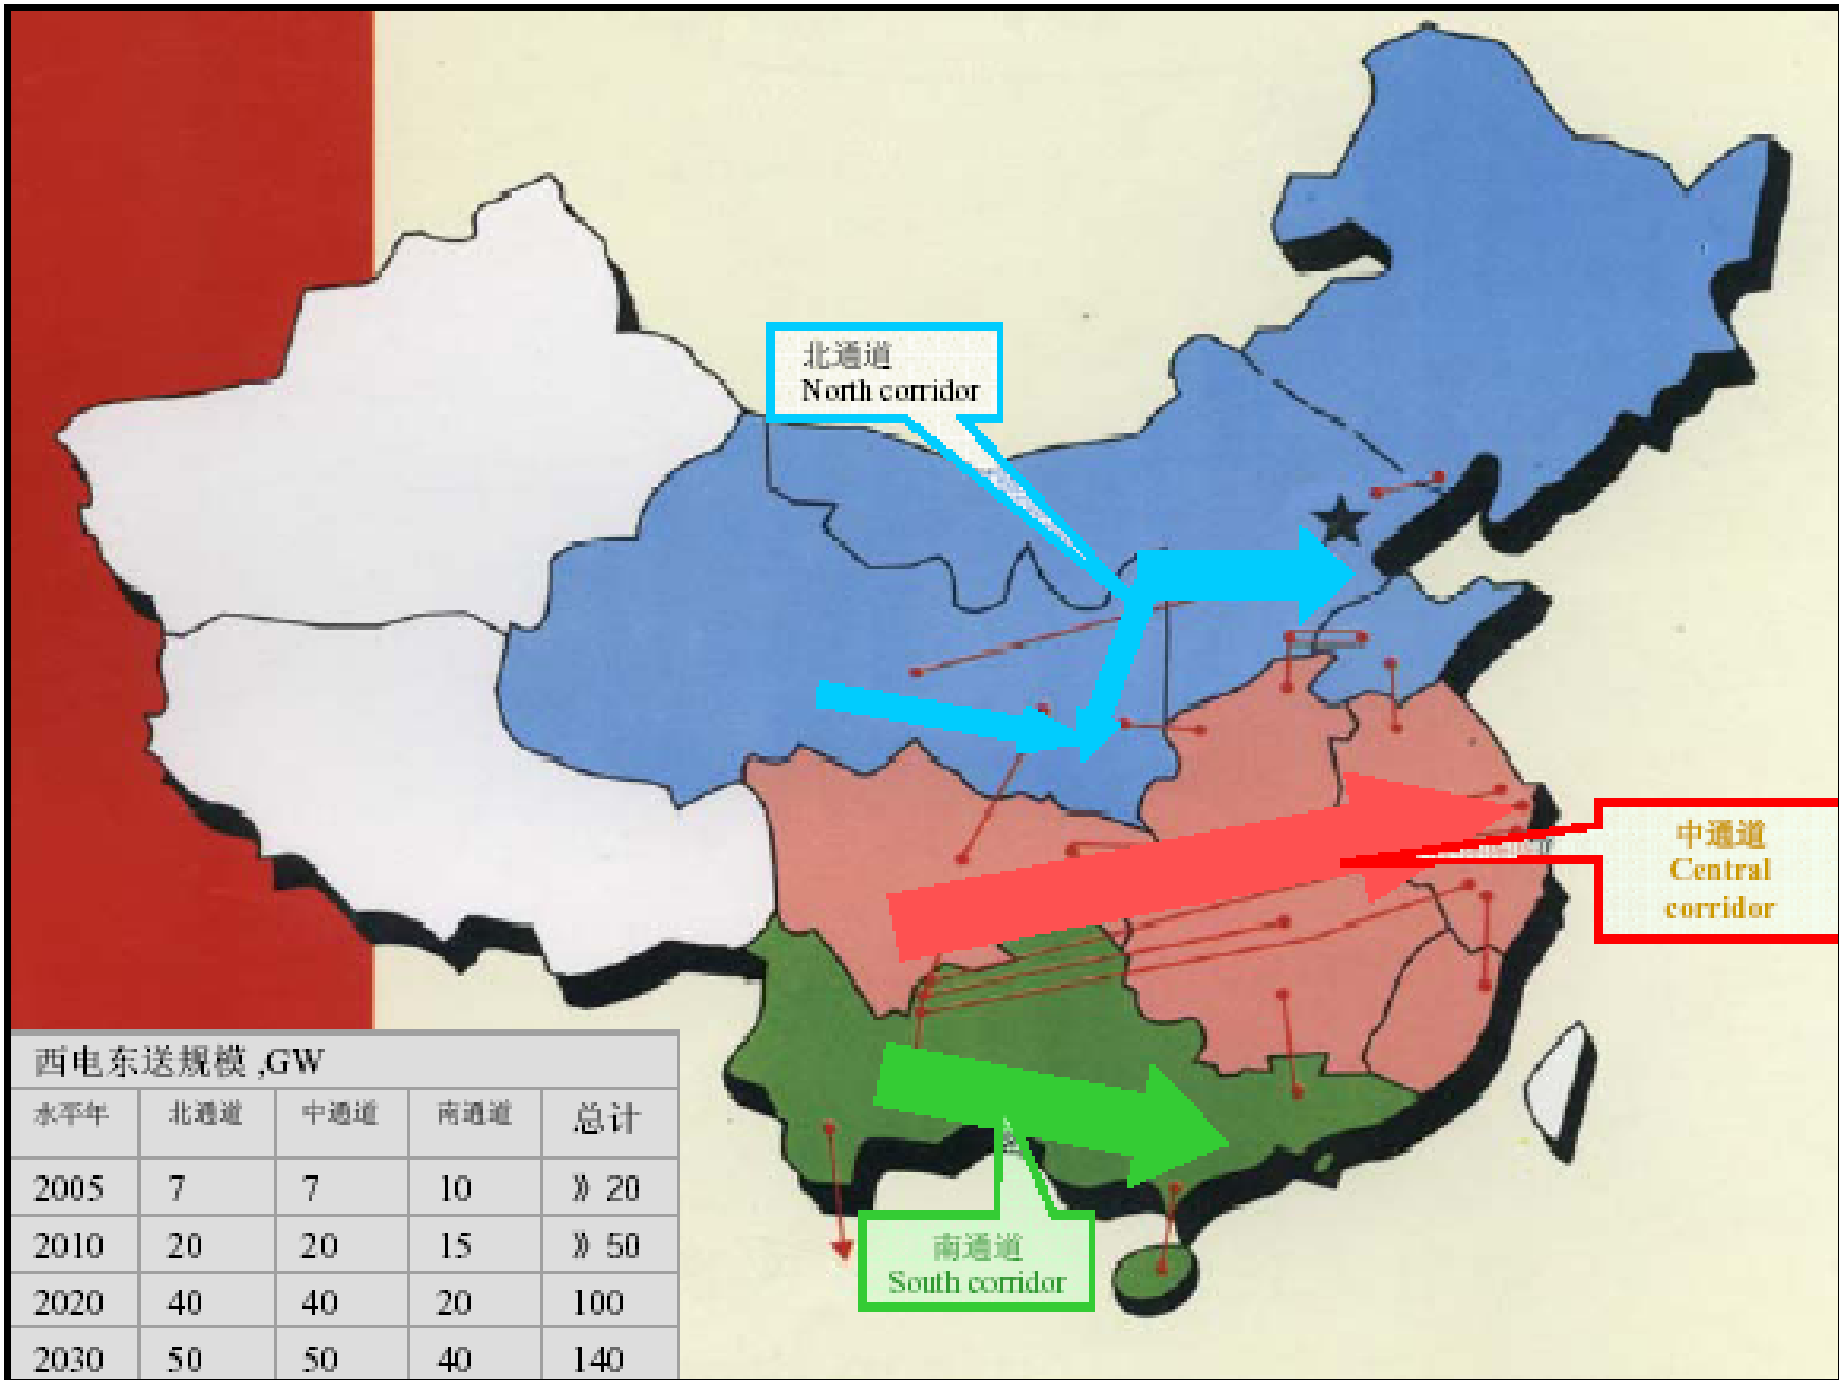 北通道
North corridor
中通道
Central
corridor
南通道
South corridor
西电东送规模 ,GW
水平年 北通道 中通道 南通道 总计
2005 7 7 10 》 20
2010 20 20 15 》 50
2020 40 40 20 100
2030 50 50 40 140